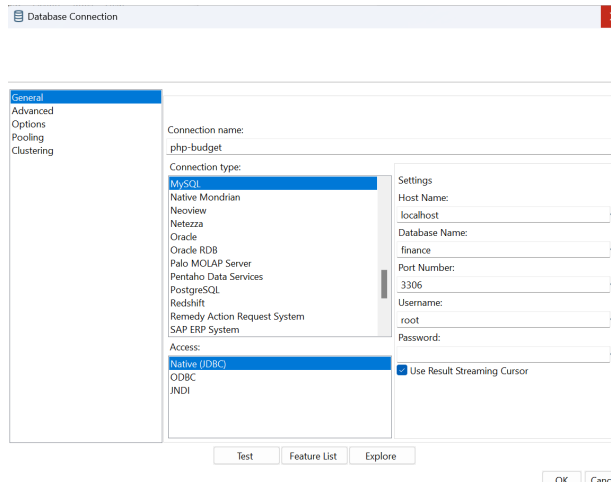 Database Connection
General
Advanced
Options
Pooling
Clustering
Connection name:
php-budget
Connection type:
MySQL
Native Mondrian
Neoview
Netezza
Oracle
Oracle RDB
Palo MOLAP Server
Pentaho Data Services
PostgreSQL
Redshift
Remedy Action Request System
SAP ERP System
Access:
Native (JDBC)
ODBC
JNDI
Settings
Host Name:
localhost
Database Name:
finance
Port Number:
3306
Username:
root
Password:
Use Result Streaming Cursor
Test Feature List Explore
OK